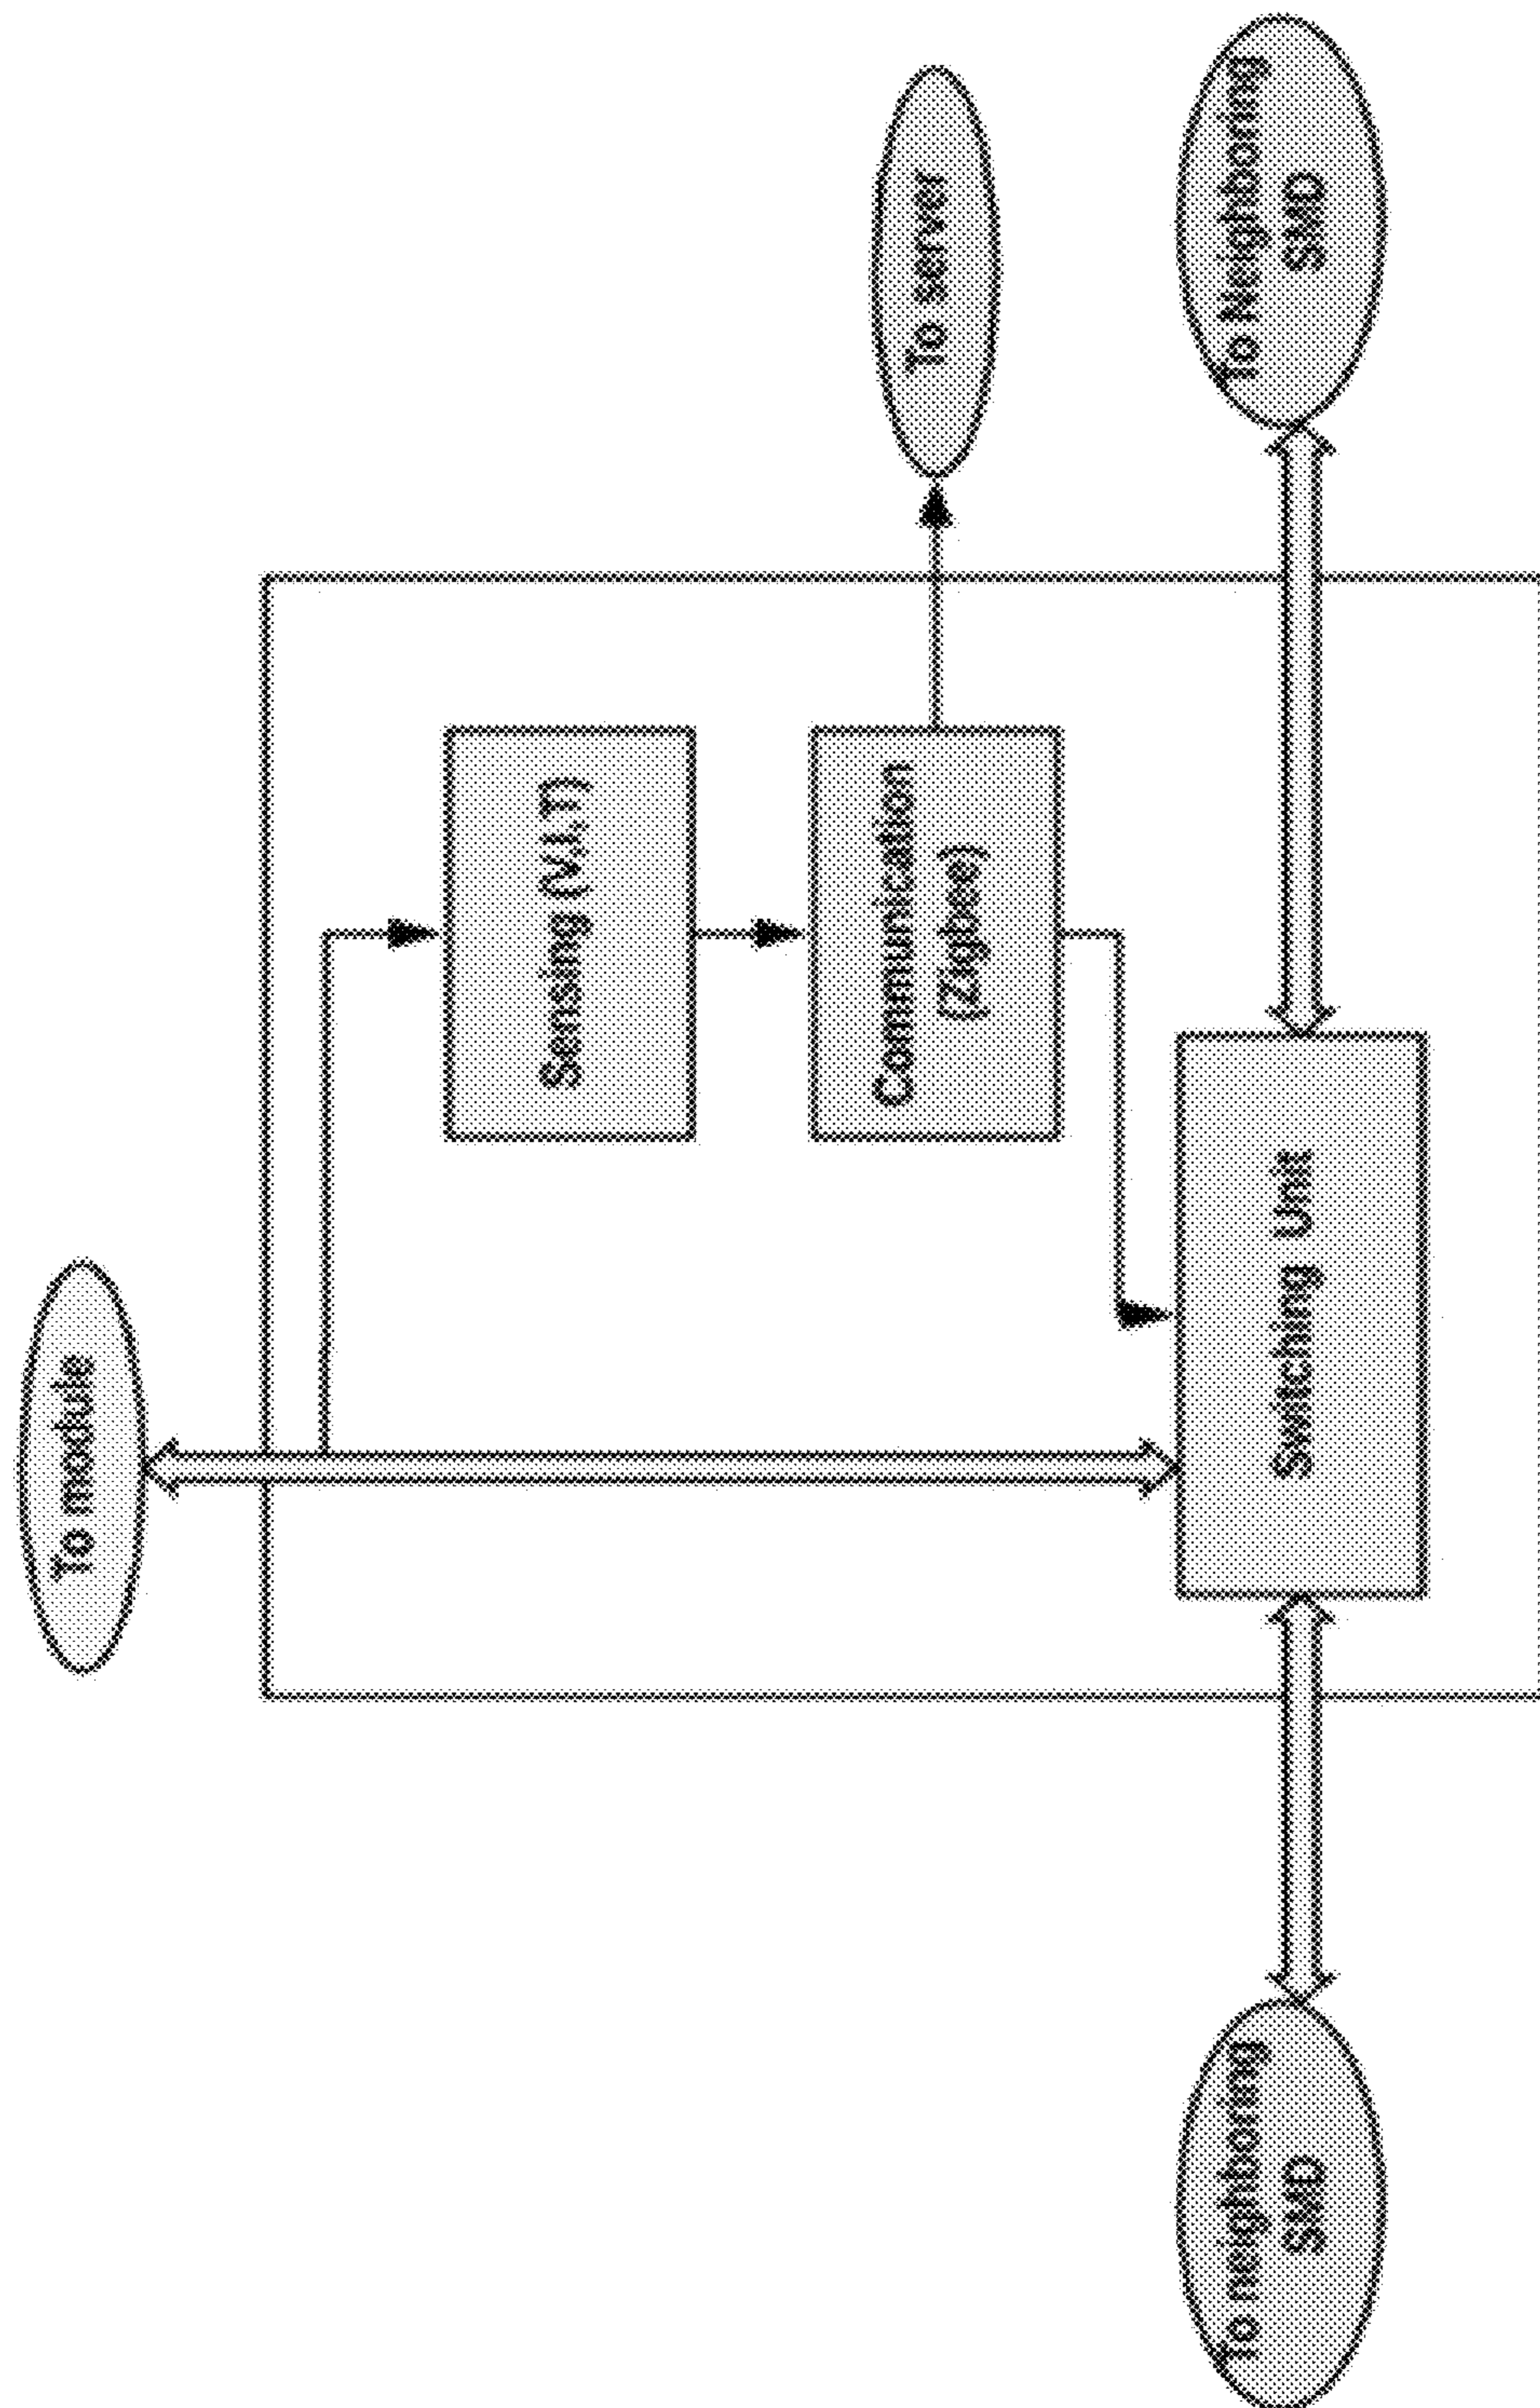 To module
Sensing (V,I,T)
Communication
(Zigbee)
To server
Switching Unit
To neighboring
SMD
To Neighboring
SMD